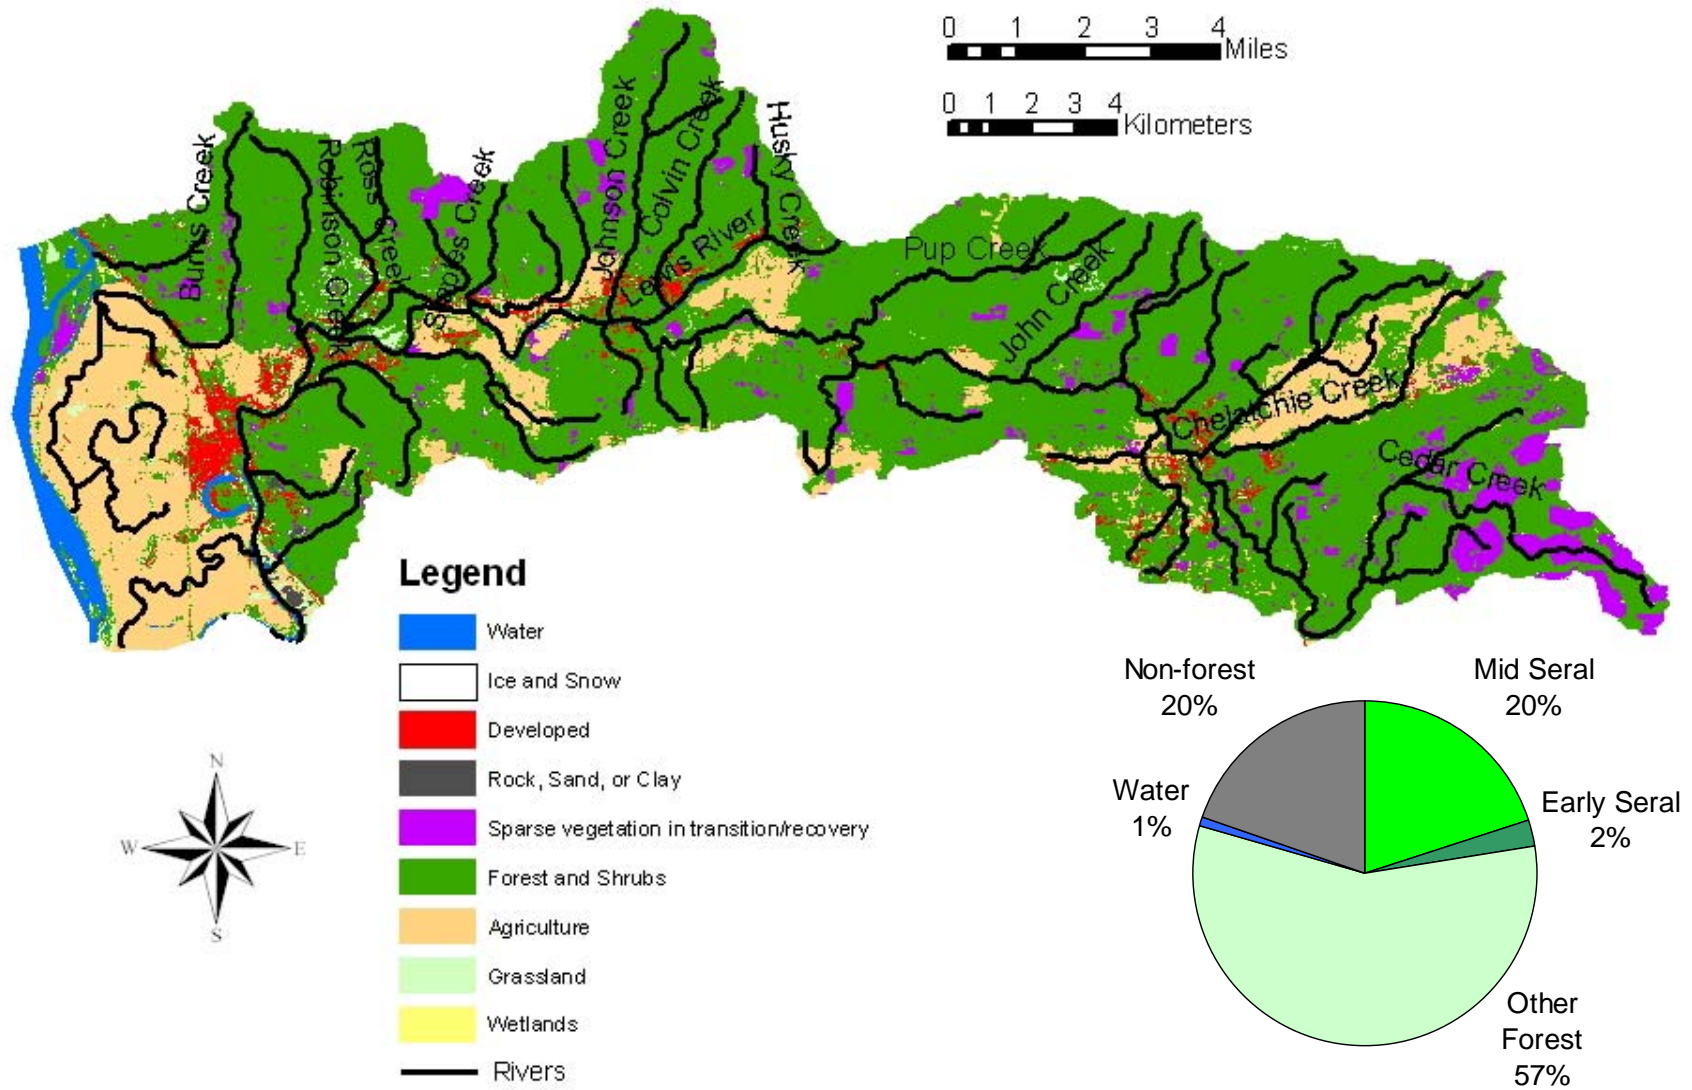 0 1 2 3 4
Miles
0 1 2 3 4
Kilometers
Burris Creek
Robinson Creek
Ross Creek
Staples Creek
Johnson Creek
Colvin Creek
Lewis River
Husky Creek
Pup Creek
John Creek
Chelatchie Creek
Cedar Creek
Legend
Water
Ice and Snow
Developed
Rock, Sand, or Clay
Sparse vegetation in transition/recovery
Forest and Shrubs
Agriculture
Grassland
Wetlands
Rivers
N
W
E
S
Non-forest
20%
Mid Seral
20%
Water
1%
Early Seral
2%
Other
Forest
57%